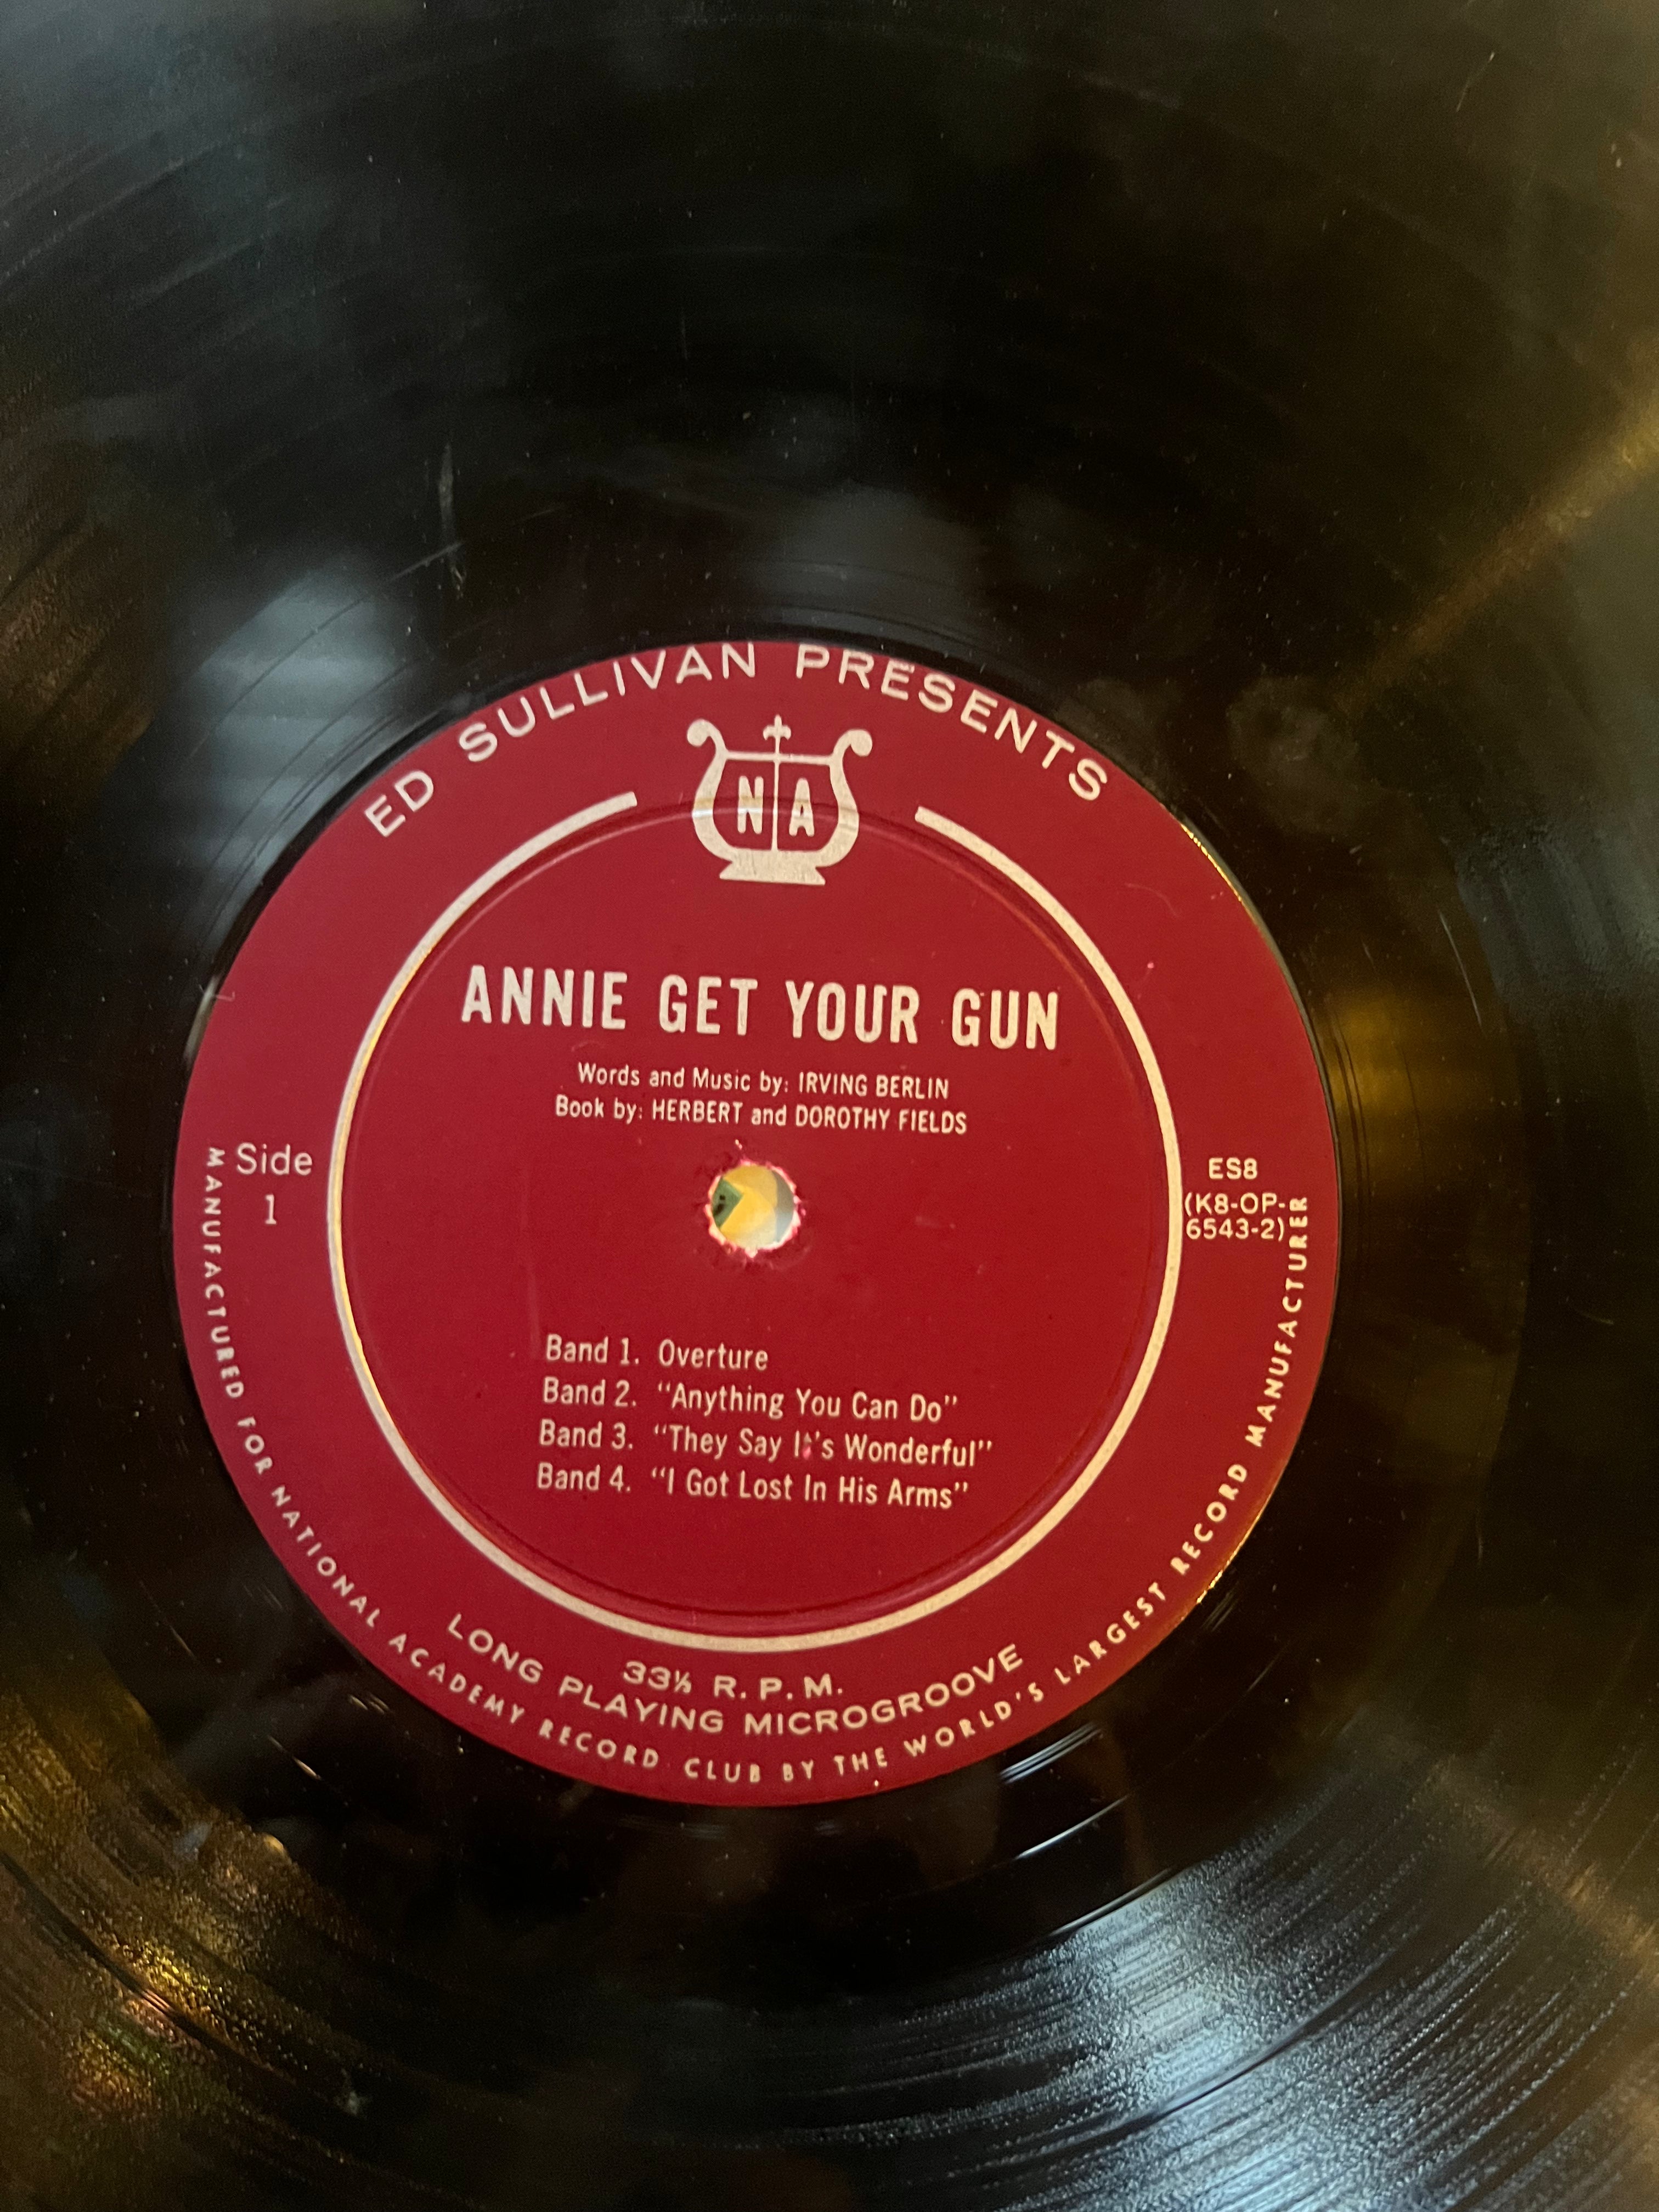 ED SULLIVAN PRESENTS
N A
ANNIE GET YOUR GUN
Words and Music by: IRVING BERLIN
Book by: HERBERT and DOROTHY FIELDS
Side
1
ES8
(K8-OP-
6543-2)
Band 1. Overture
Band 2. "Anything You Can Do"
Band 3. "They Say It's Wonderful"
Band 4. "I Got Lost In His Arms"
33⅓ R.P.M.
LONG PLAYING MICROGROOVE
MANUFACTURED FOR NATIONAL ACADEMY RECORD CLUB BY THE WORLD'S LARGEST RECORD MANUFACTURER